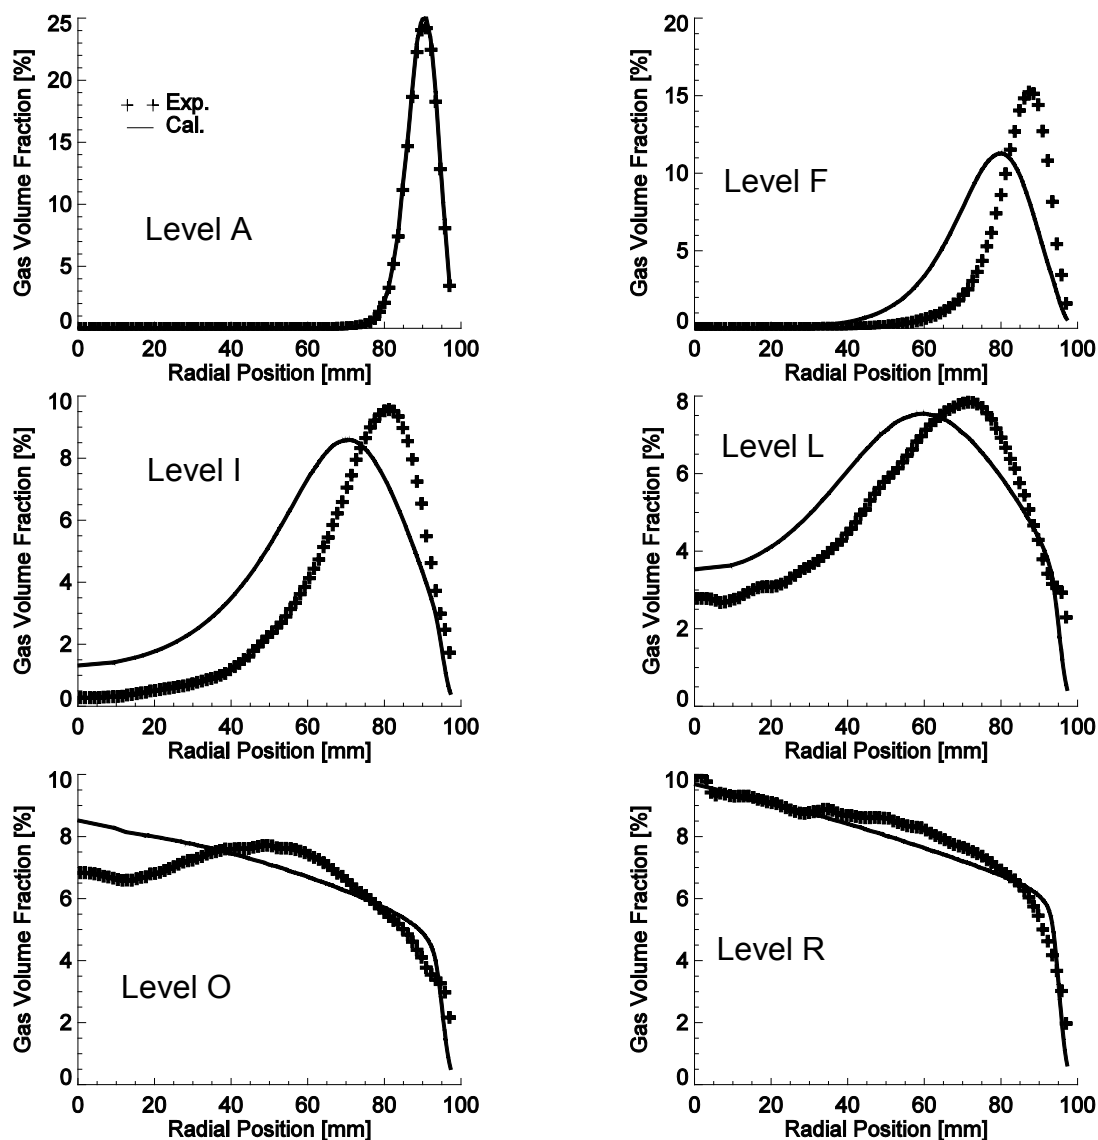 Gas Volume Fraction [%]
25
20
15
10
5
0
+ + Exp.
— Cal.
Level A
0 20 40 60 80 100
Radial Position [mm]
Gas Volume Fraction [%]
20
15
10
5
0
Level F
0 20 40 60 80 100
Radial Position [mm]
Gas Volume Fraction [%]
10
8
6
4
2
0
Level I
0 20 40 60 80 100
Radial Position [mm]
Gas Volume Fraction [%]
8
6
4
2
0
Level L
0 20 40 60 80 100
Radial Position [mm]
Gas Volume Fraction [%]
10
8
6
4
2
0
Level O
0 20 40 60 80 100
Radial Position [mm]
Gas Volume Fraction [%]
10
8
6
4
2
0
Level R
0 20 40 60 80 100
Radial Position [mm]